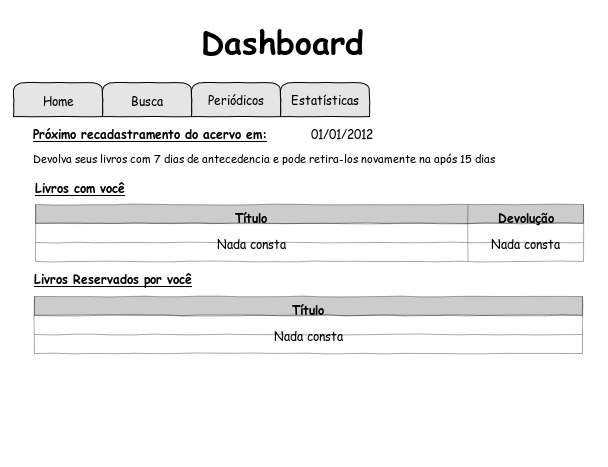 Dashboard
Home Busca Periódicos Estatísticas
Próximo recadastramento do acervo em: 01/01/2012
Devolva seus livros com 7 dias de antecedencia e pode retira-los novamente na após 15 dias
Livros com você
Título Devolução
Nada consta Nada consta
Livros Reservados por você
Título
Nada consta